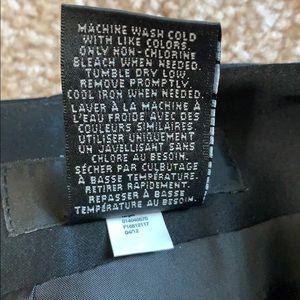 MACHINE WASH COLD
WITH LIKE COLORS.
ONLY NON-CHLORINE
BLEACH WHEN NEEDED.
TUMBLE DRY LOW.
REMOVE PROMPTLY.
COOL IRON WHEN NEEDED.
LAVER À LA MACHINE À
L'EAU FROIDE AVEC DES
COULEURS SIMILAIRES.
UTILISER UNIQUEMENT
UN JAVELLISANT SANS
CHLORE AU BESOIN.
SÉCHER PAR CULBUTAGE
À BASSE TEMPÉRATURE.
RETIRER RAPIDEMENT.
REPASSER À BASSE
TEMPÉRATURE AU BESOIN.
Q4/12